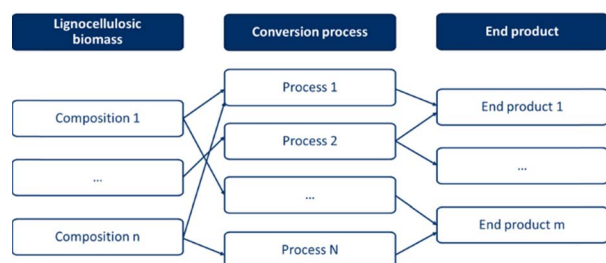 Lignocellulosic
biomass
Conversion process
End product
Composition 1
...
Composition n
Process 1
Process 2
...
Process N
End product 1
...
End product m